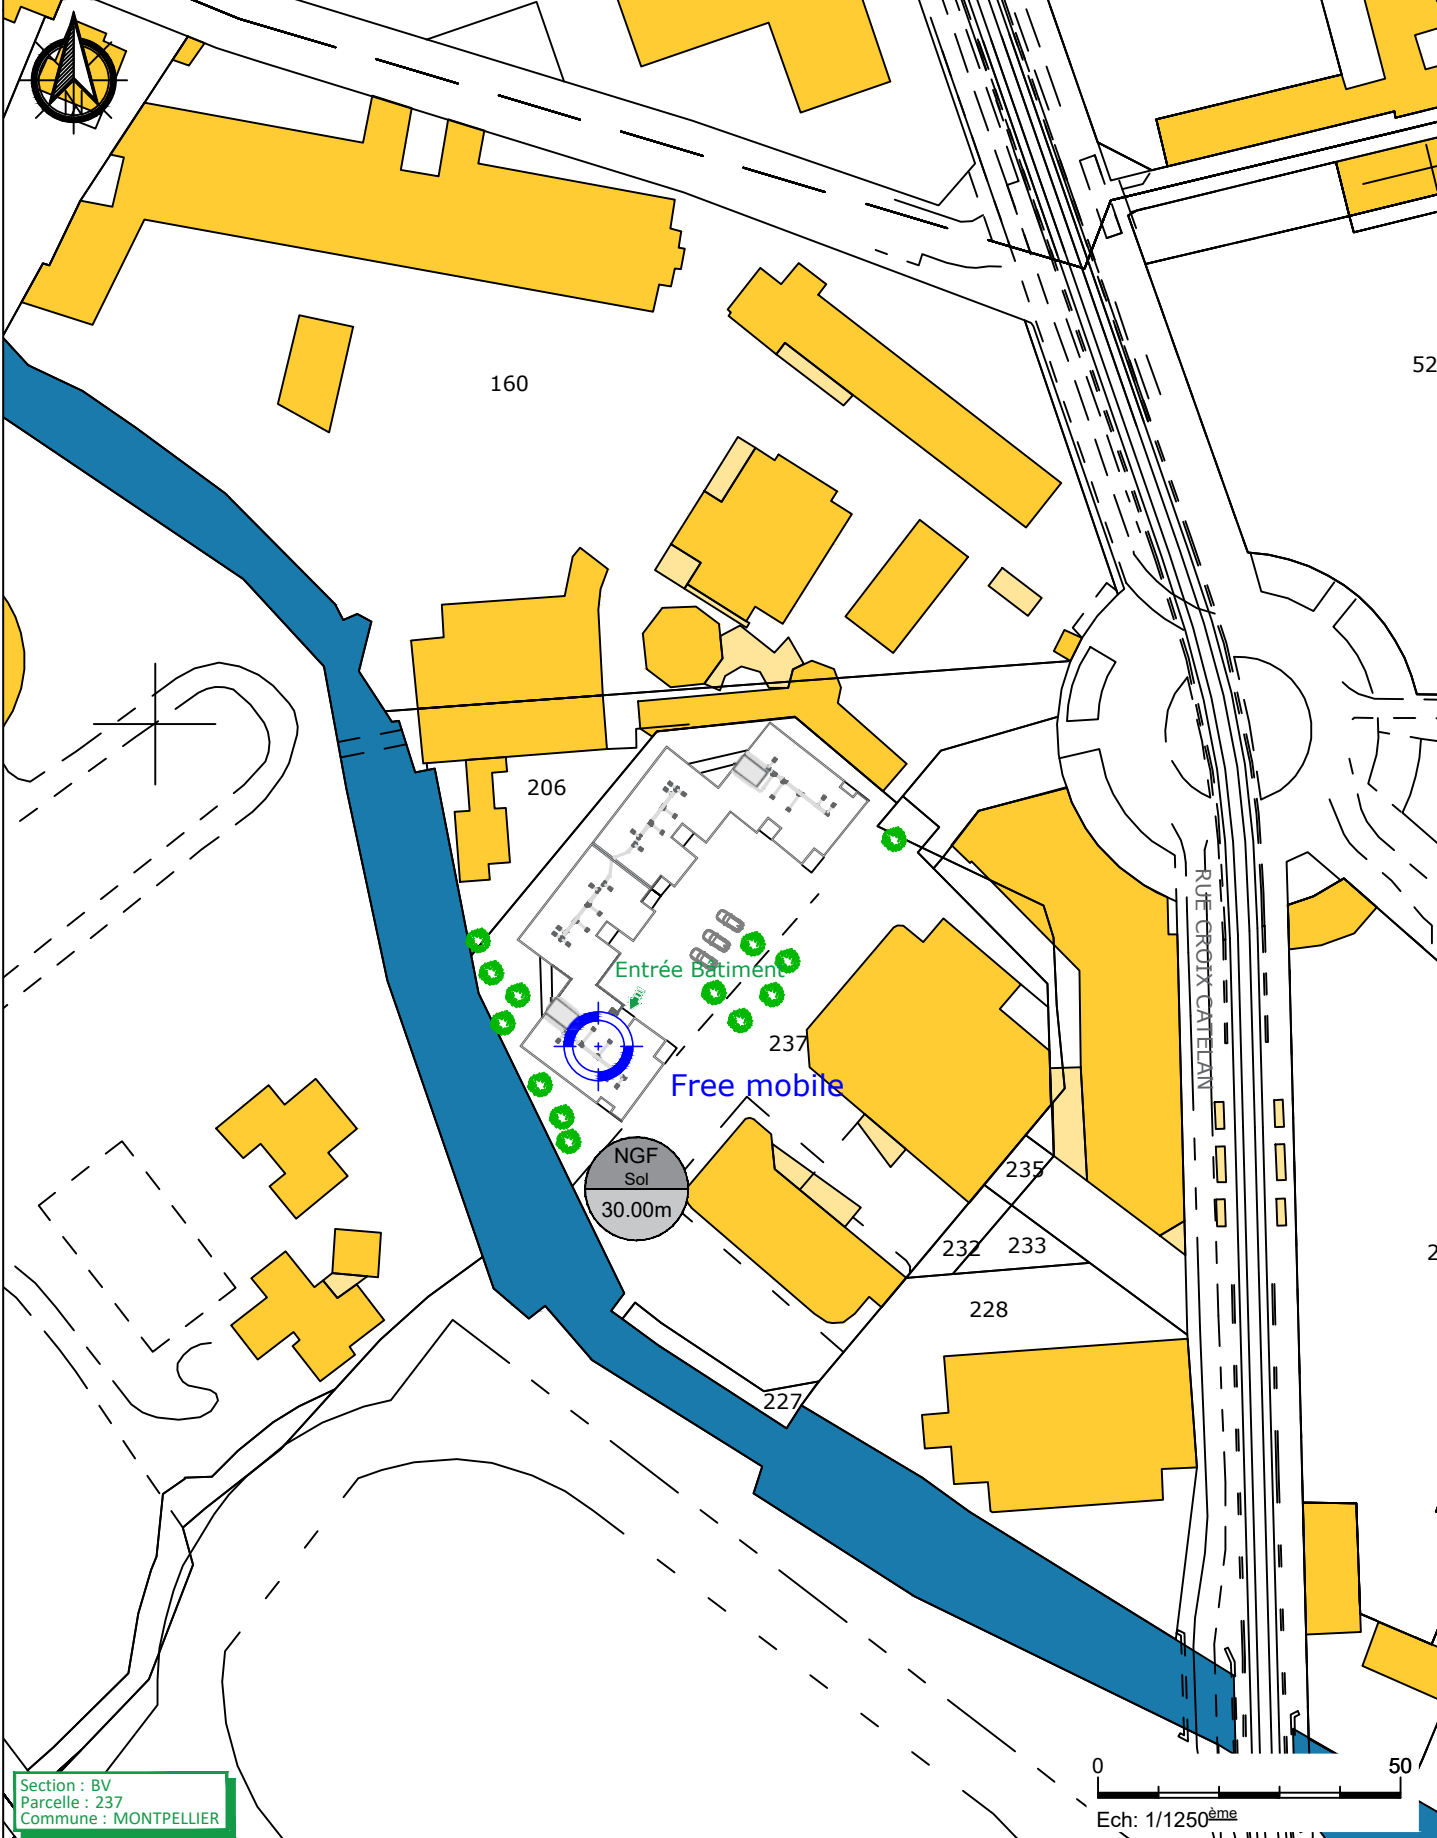 160
52
206
RUE CROIX CATELAN
Entrée Bâtiment
237
Free mobile
NGF
Sol
30.00m
235
232
233
228
227
2
Section : BV
Parcelle : 237
Commune : MONTPELLIER
0
50
Ech: 1/1250ème